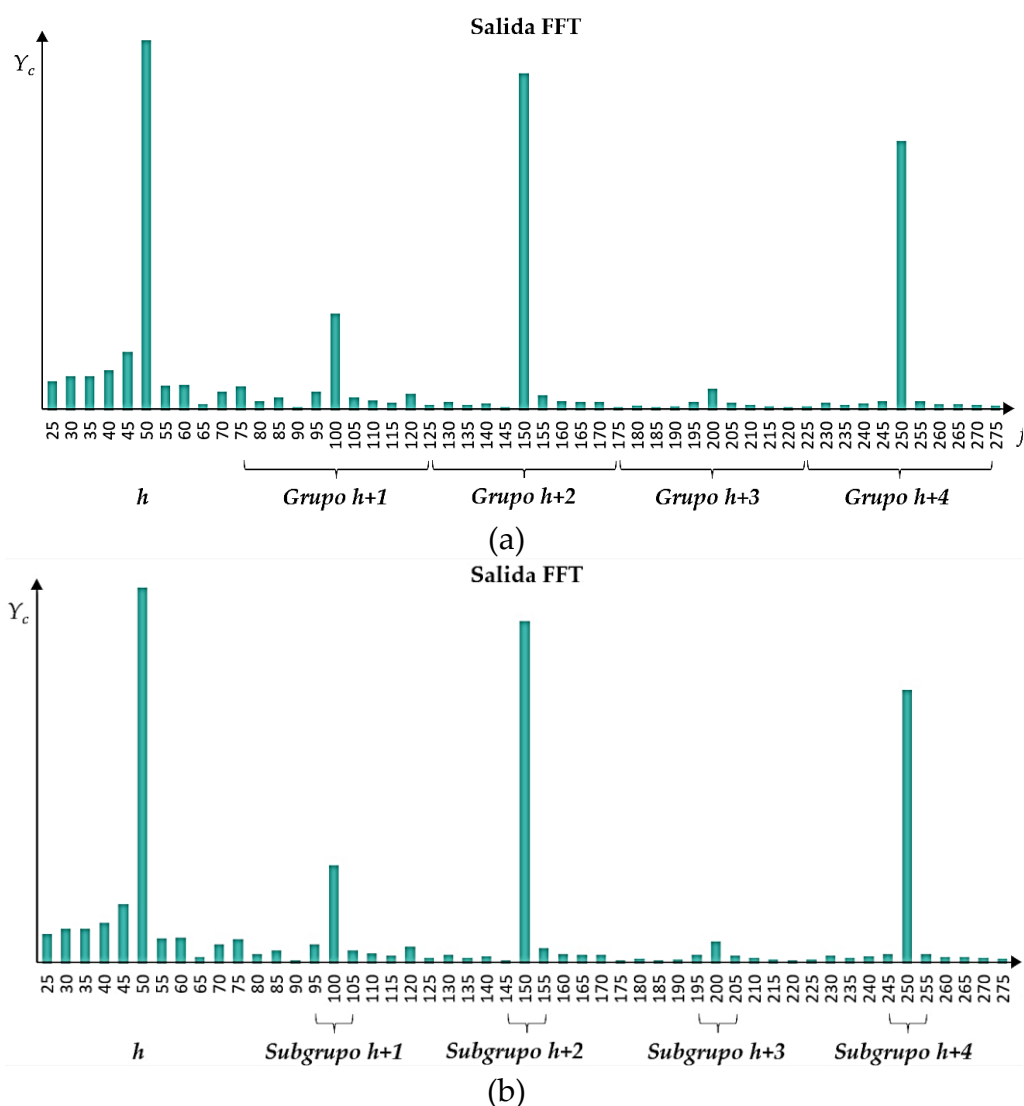 Salida FFT
Y_c
25 30 35 40 45 50 55 60 65 70 75 80 85 90 95 100 105 110 115 120 125 130 135 140 145 150 155 160 165 170 175 180 185 190 195 200 205 210 215 220 225 230 235 240 245 250 255 260 265 270 275
f
h Grupo h+1 Grupo h+2 Grupo h+3 Grupo h+4
(a)
Salida FFT
Y_c
25 30 35 40 45 50 55 60 65 70 75 80 85 90 95 100 105 110 115 120 125 130 135 140 145 150 155 160 165 170 175 180 185 190 195 200 205 210 215 220 225 230 235 240 245 250 255 260 265 270 275
h Subgrupo h+1 Subgrupo h+2 Subgrupo h+3 Subgrupo h+4
(b)